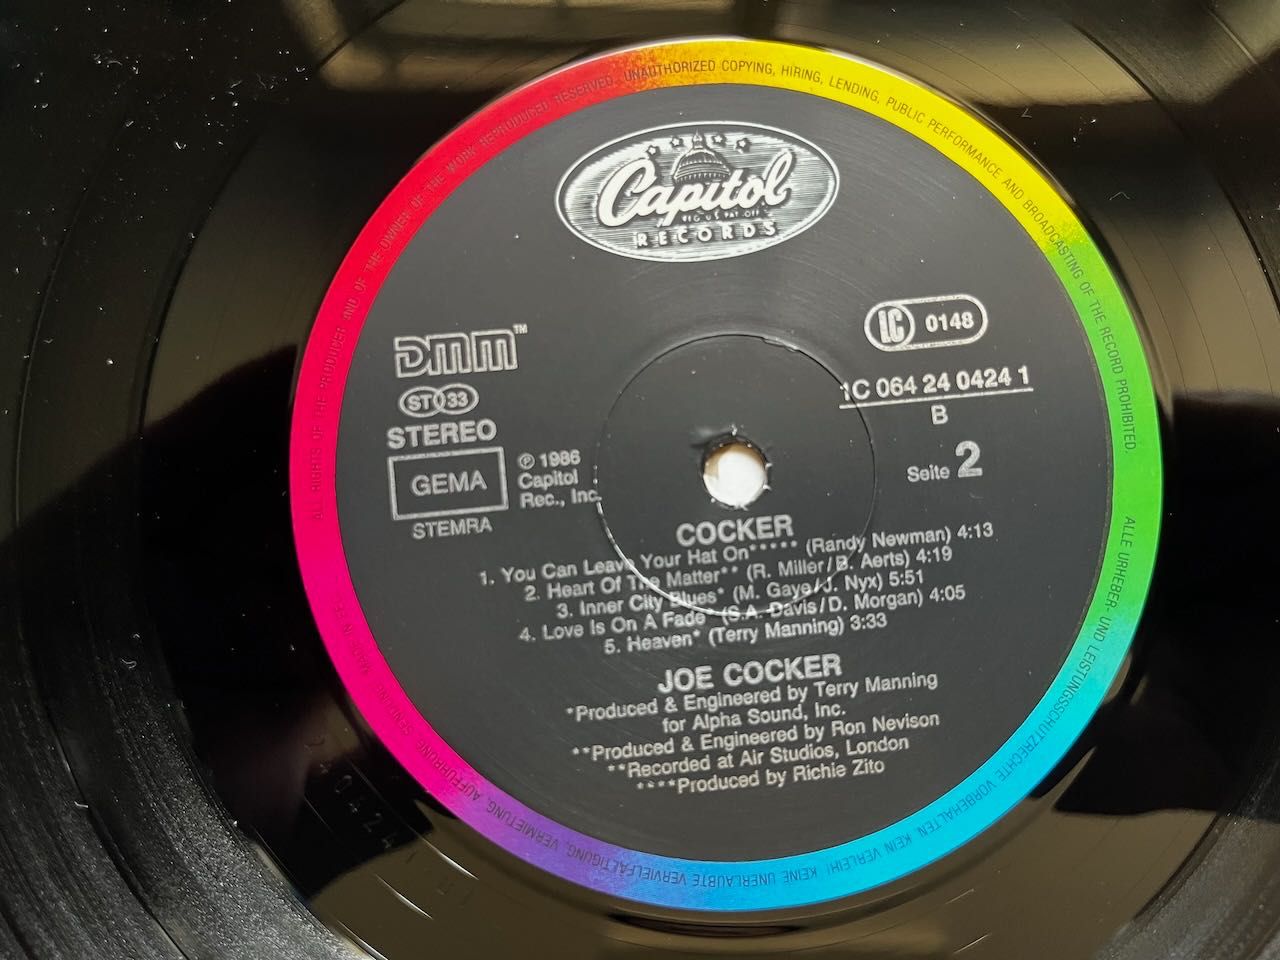 ALL RIGHTS OF THE PRODUCER AND OF THE OWNER OF THE WORK REPRODUCED RESERVED. UNAUTHORIZED COPYING, HIRING, LENDING, PUBLIC PERFORMANCE AND BROADCASTING OF THE RECORD PROHIBITED.
Capitol
REG. U.S. PAT. OFF.
RECORDS
DMM™
ST 33
STEREO
GEMA
STEMRA
℗ 1986
Capitol
Rec., Inc.
LC 0148
1C 064 24 0424 1
B
Seite 2
COCKER
1. You Can Leave Your Hat On***** (Randy Newman) 4:13
2. Heart Of The Matter** (R. Miller/B. Aerts) 4:19
3. Inner City Blues* (M. Gaye/J. Nyx) 5:51
4. Love Is On A Fade* (S.A. Davis/D. Morgan) 4:05
5. Heaven* (Terry Manning) 3:33
JOE COCKER
*Produced & Engineered by Terry Manning
for Alpha Sound, Inc.
**Produced & Engineered by Ron Nevison
**Recorded at Air Studios, London
****Produced by Richie Zito
ALLE URHEBER- UND LEISTUNGSSCHUTZRECHTE VORBEHALTEN. KEIN VERLEIH! KEINE UNERLAUBTE VERVIELFÄLTIGUNG, VERMIETUNG, AUFFÜHRUNG, SENDUNG. MADE IN